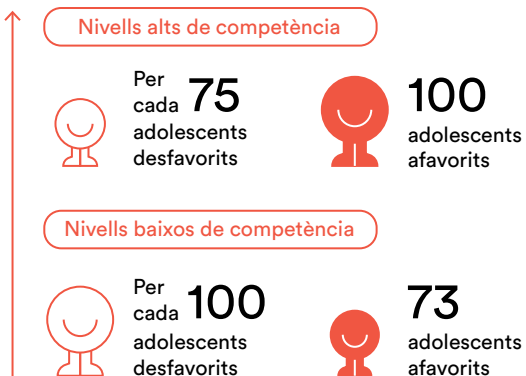 Nivells alts de competència
Per
cada 75
adolescents
desfavorits
100
adolescents
afavorits
Nivells baixos de competència
Per
cada 100
adolescents
desfavorits
73
adolescents
afavorits